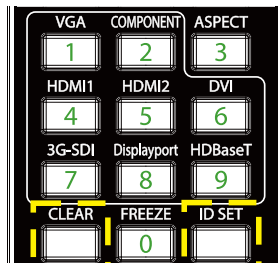 VGA COMPONENT ASPECT
1 2 3
HDMI1 HDMI2 DVI
4 5 6
3G-SDI Displayport HDBaseT
7 8 9
CLEAR FREEZE ID SET
0